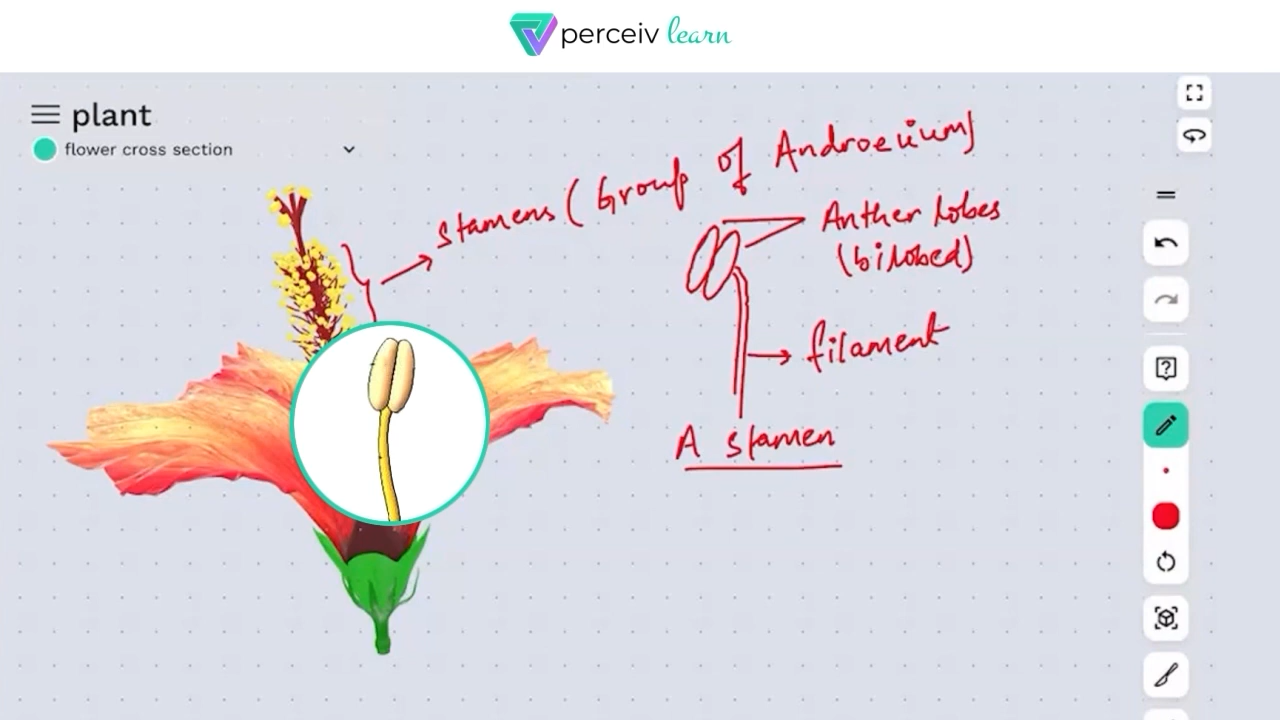 perceiv learn
plant
flower cross section
stamens (Group of Androecium)
Anther lobes
(bilobed)
filament
A stamen